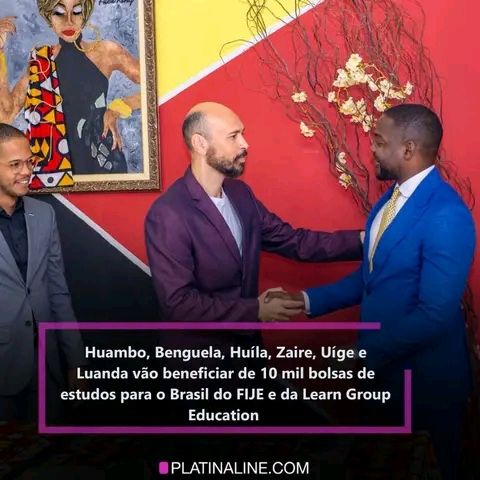 Huambo, Benguela, Huíla, Zaire, Uíge e
Luanda vão beneficiar de 10 mil bolsas de
estudos para o Brasil do FIJE e da Learn Group
Education
PLATINALINE.COM